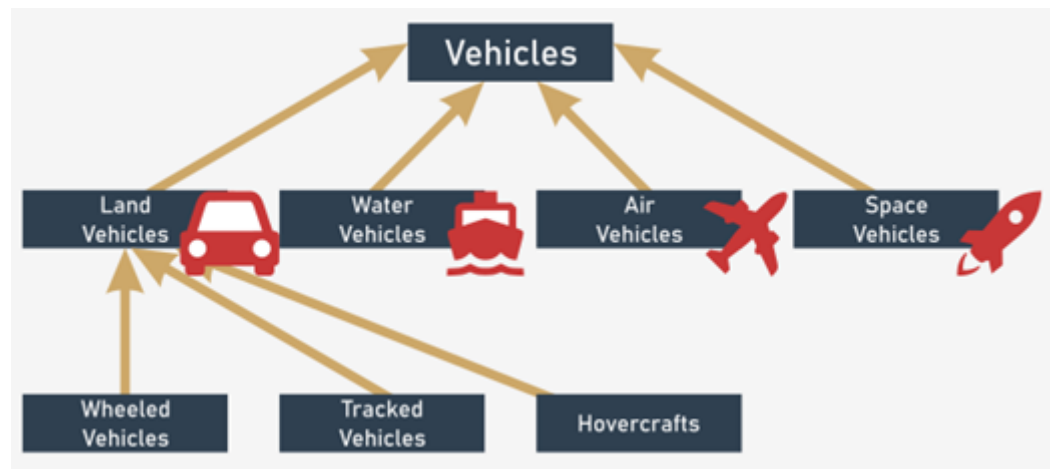 Vehicles
Land
Vehicles
Water
Vehicles
Air
Vehicles
Space
Vehicles
Wheeled
Vehicles
Tracked
Vehicles
Hovercrafts